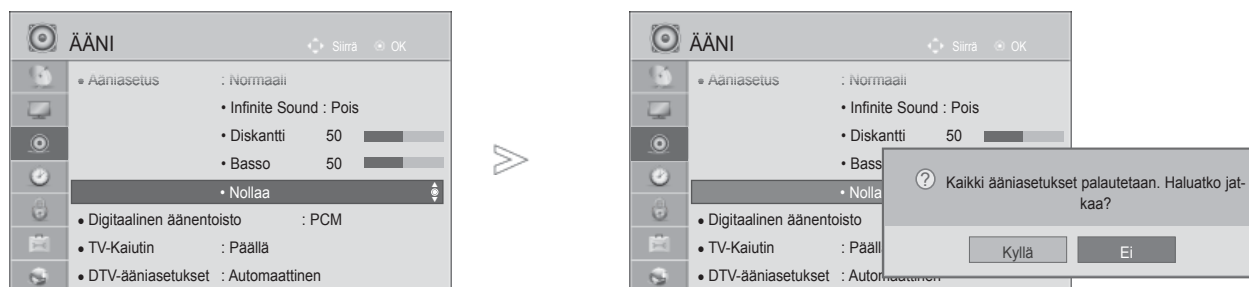 ÄÄNI Siirrä OK
• Ääniasetus : Normaali
• Infinite Sound : Pois
• Diskantti 50
• Basso 50
• Nollaa
• Digitaalinen äänentoisto : PCM
• TV-Kaiutin : Päällä
• DTV-ääniasetukset : Automaattinen
ÄÄNI Siirrä OK
• Ääniasetus : Normaali
• Infinite Sound : Pois
• Diskantti 50
• Bass
• Nolla
• Digitaalinen äänentoisto
• TV-Kaiutin : Pääll
• DTV-ääniasetukset : Automaattinen
Kaikki ääniasetukset palautetaan. Haluatko jat-
kaa?
Kyllä Ei